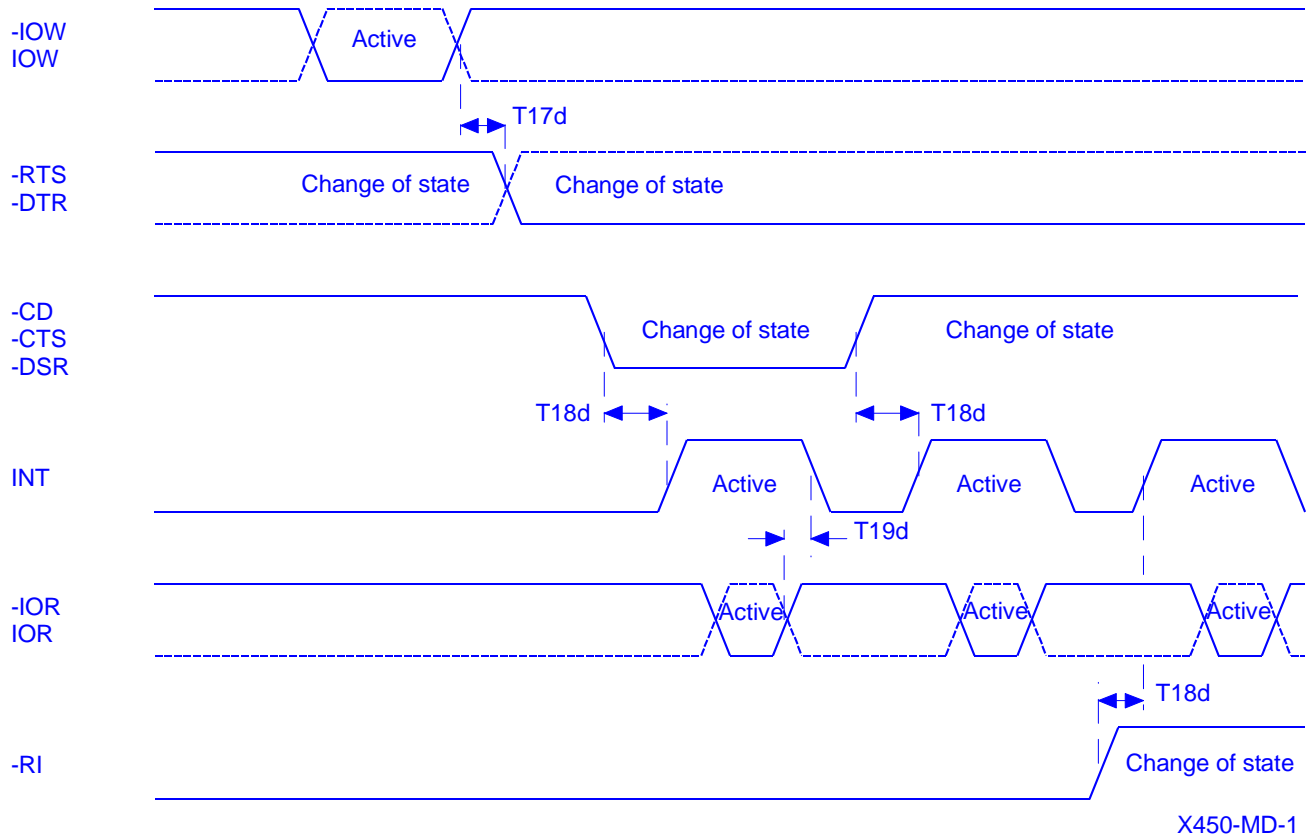 -IOW
IOW
Active
T17d
-RTS
-DTR
Change of state
Change of state
-CD
-CTS
-DSR
Change of state
Change of state
T18d
T18d
INT
Active
Active
Active
T19d
-IOR
IOR
Active
Active
Active
T18d
-RI
Change of state
X450-MD-1